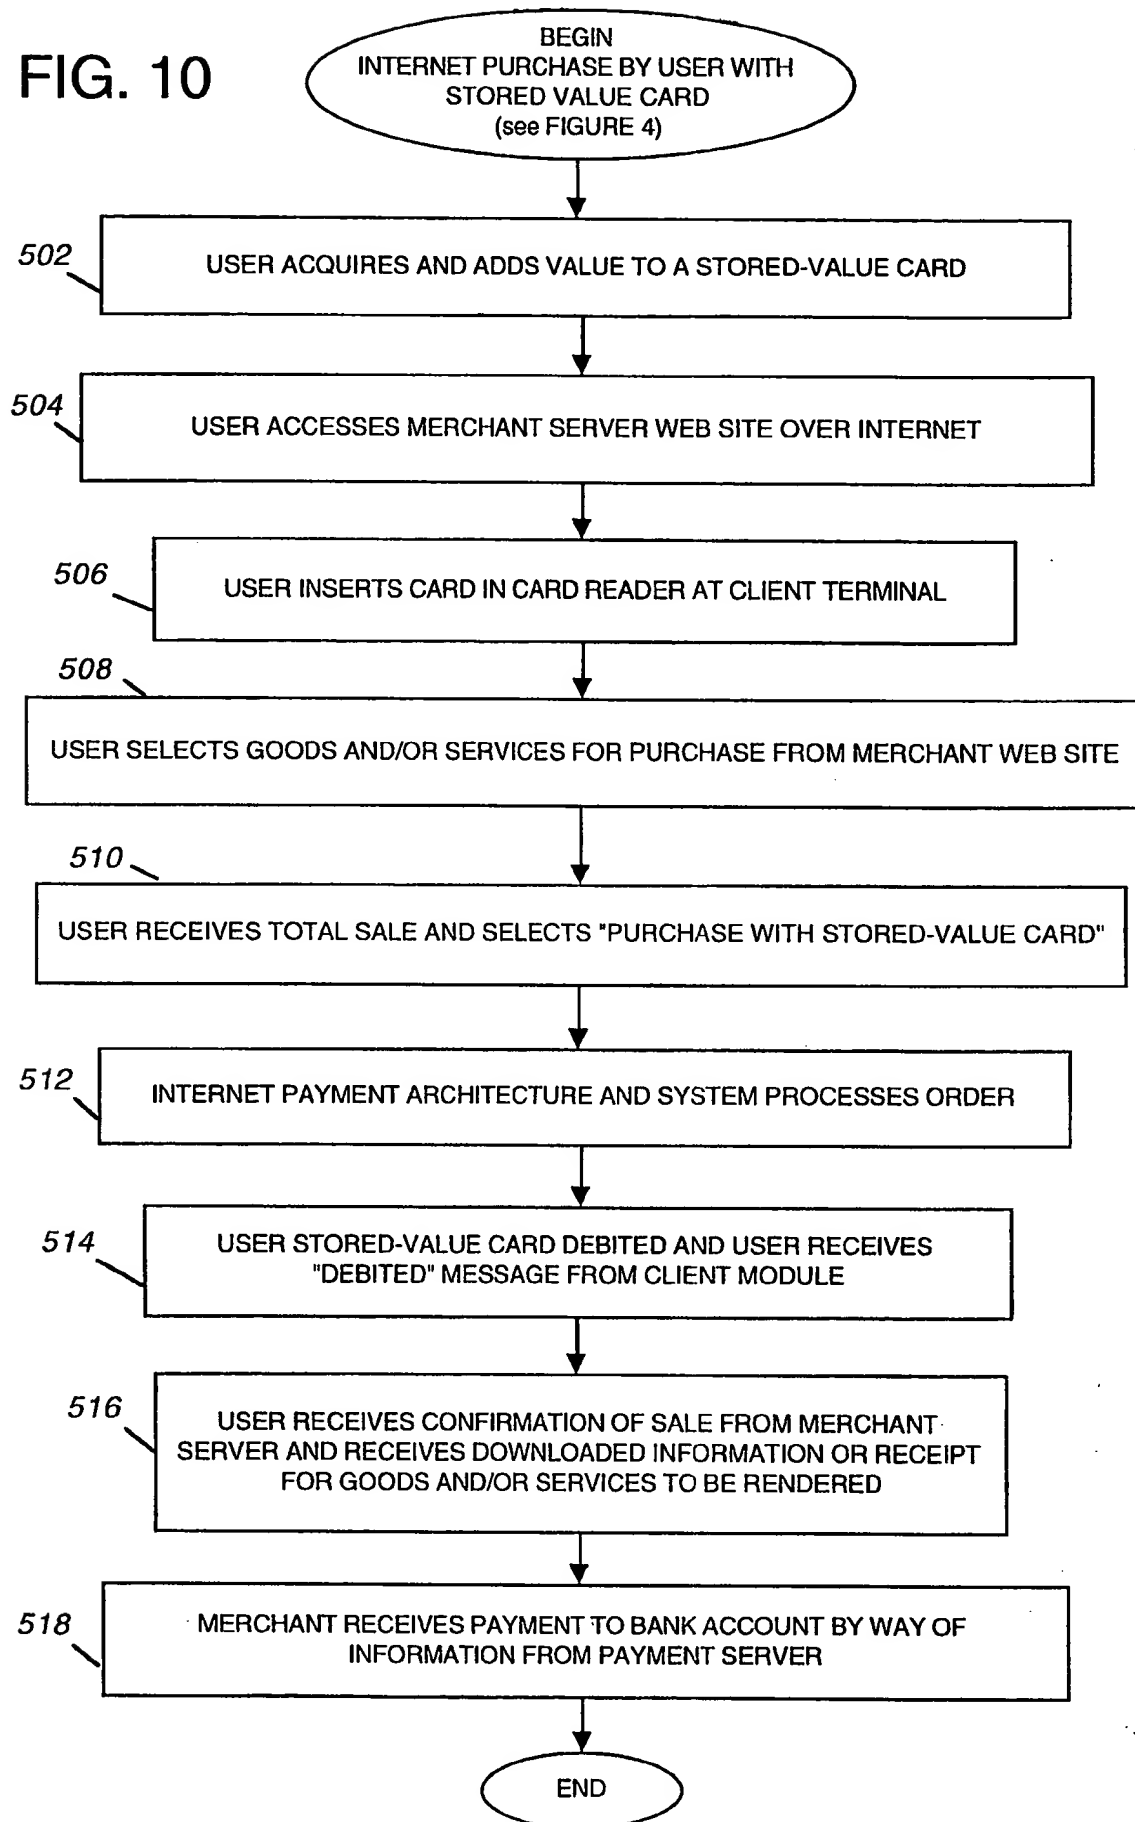 FIG. 10
BEGIN
INTERNET PURCHASE BY USER WITH
STORED VALUE CARD
(see FIGURE 4)
502
USER ACQUIRES AND ADDS VALUE TO A STORED-VALUE CARD
504
USER ACCESSES MERCHANT SERVER WEB SITE OVER INTERNET
506
USER INSERTS CARD IN CARD READER AT CLIENT TERMINAL
508
USER SELECTS GOODS AND/OR SERVICES FOR PURCHASE FROM MERCHANT WEB SITE
510
USER RECEIVES TOTAL SALE AND SELECTS "PURCHASE WITH STORED-VALUE CARD"
512
INTERNET PAYMENT ARCHITECTURE AND SYSTEM PROCESSES ORDER
514
USER STORED-VALUE CARD DEBITED AND USER RECEIVES
"DEBITED" MESSAGE FROM CLIENT MODULE
516
USER RECEIVES CONFIRMATION OF SALE FROM MERCHANT
SERVER AND RECEIVES DOWNLOADED INFORMATION OR RECEIPT
FOR GOODS AND/OR SERVICES TO BE RENDERED
518
MERCHANT RECEIVES PAYMENT TO BANK ACCOUNT BY WAY OF
INFORMATION FROM PAYMENT SERVER
END